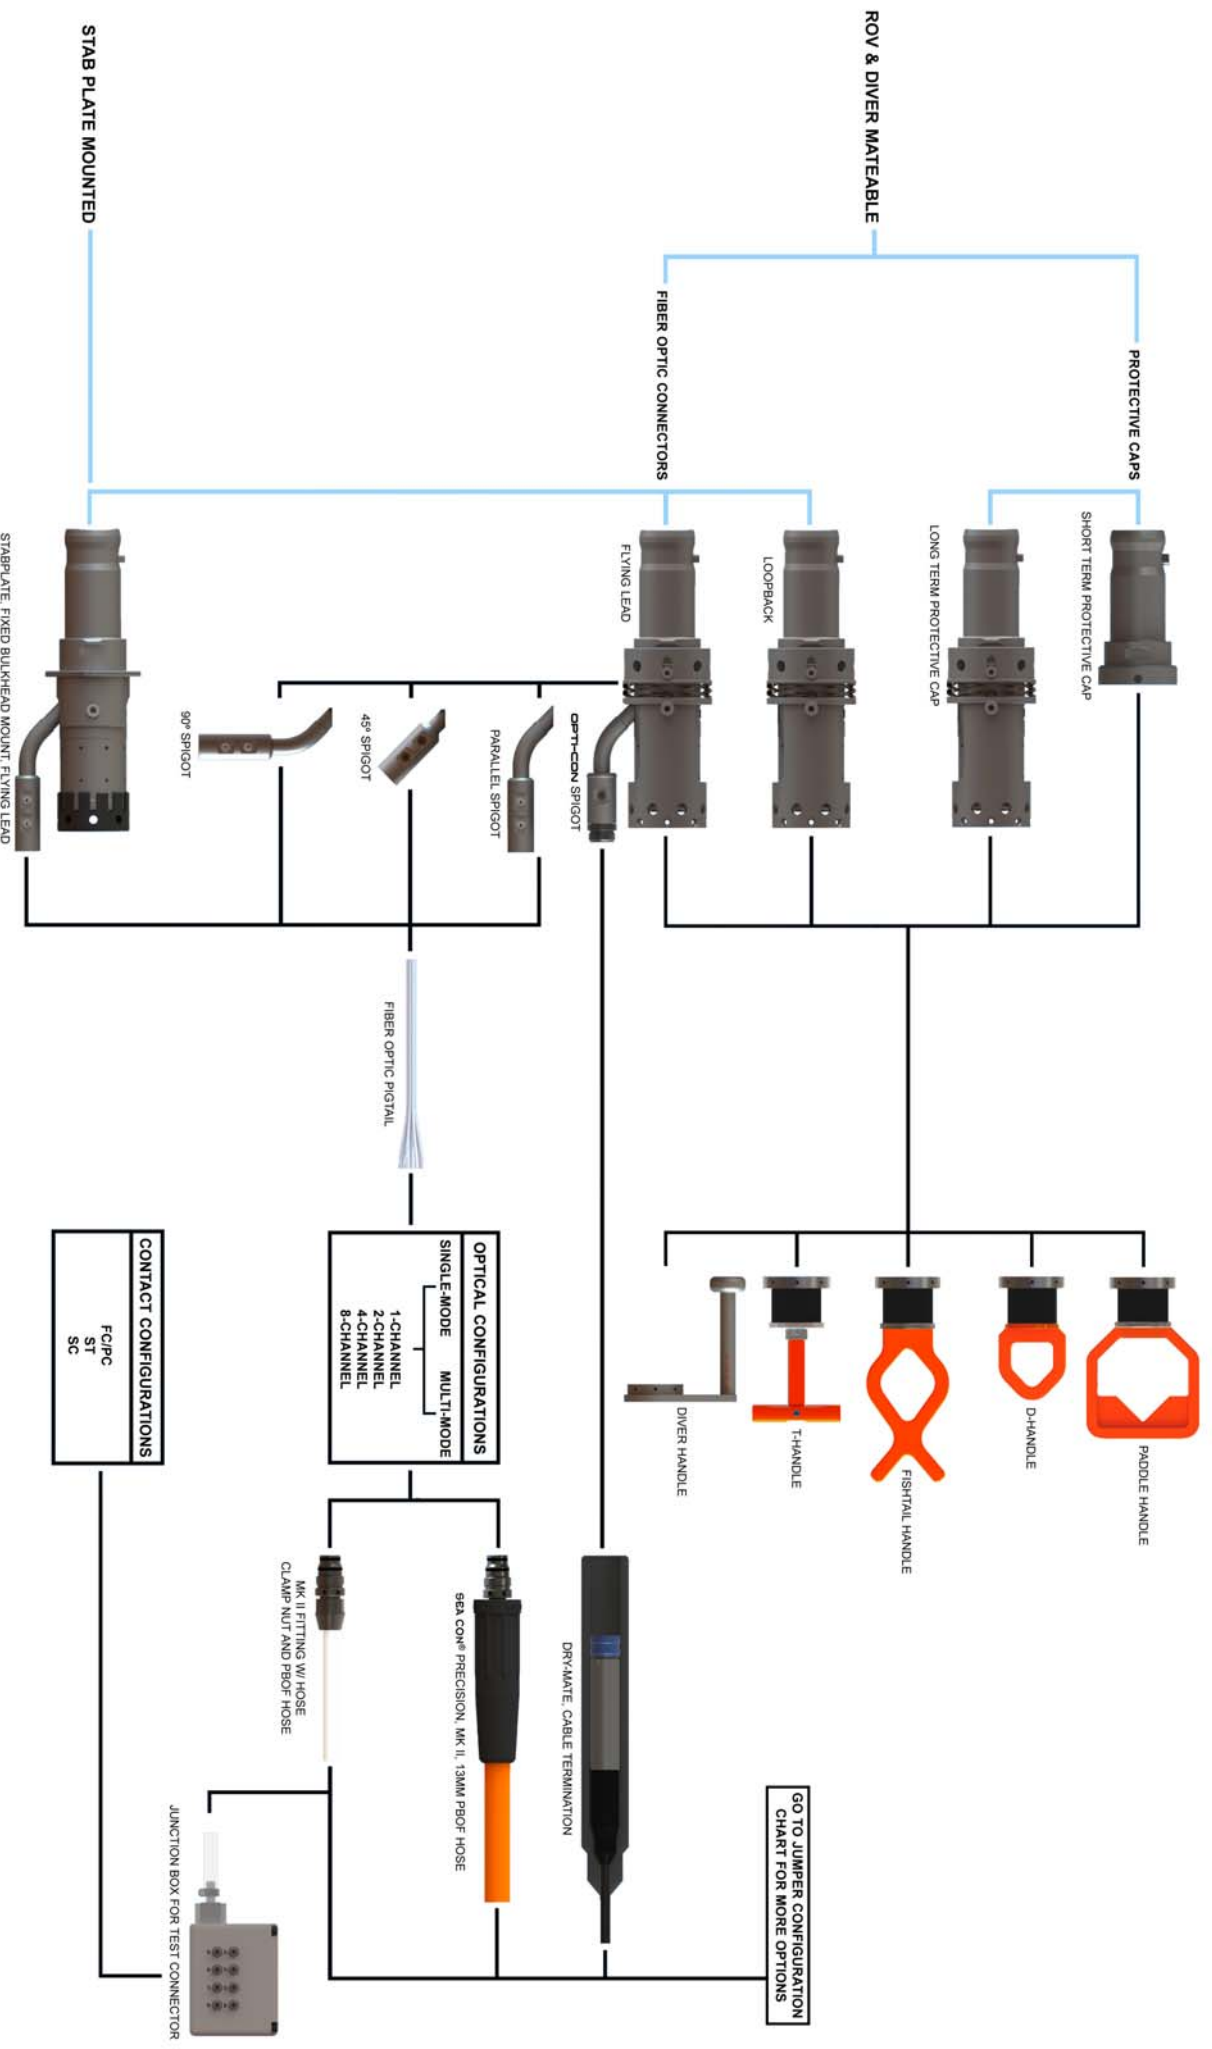 ROV & DIVER MATEABLE
STAB PLATE MOUNTED
PROTECTIVE CAPS
FIBER OPTIC CONNECTORS
SHORT TERM PROTECTIVE CAP
LONG TERM PROTECTIVE CAP
LOOPBACK
FLYING LEAD
OPTI-CON SPIGOT
PARALLEL SPIGOT
45º SPIGOT
90º SPIGOT
STABPLATE, FIXED BULKHEAD MOUNT, FLYING LEAD
FIBER OPTIC PIGTAIL
PADDLE HANDLE
D-HANDLE
FISHTAIL HANDLE
T-HANDLE
DIVER HANDLE
OPTICAL CONFIGURATIONS
SINGLE-MODE MULTI-MODE
1-CHANNEL
2-CHANNEL
4-CHANNEL
8-CHANNEL
CONTACT CONFIGURATIONS
FC/PC
ST
SC
DRY-MATE, CABLE TERMINATION
SEA CON® PRECISION, MK II, 13MM PBOF HOSE
MK II FITTING W/ HOSE
CLAMP NUT AND PBOF HOSE
JUNCTION BOX FOR TEST CONNECTOR
GO TO JUMPER CONFIGURATION
CHART FOR MORE OPTIONS